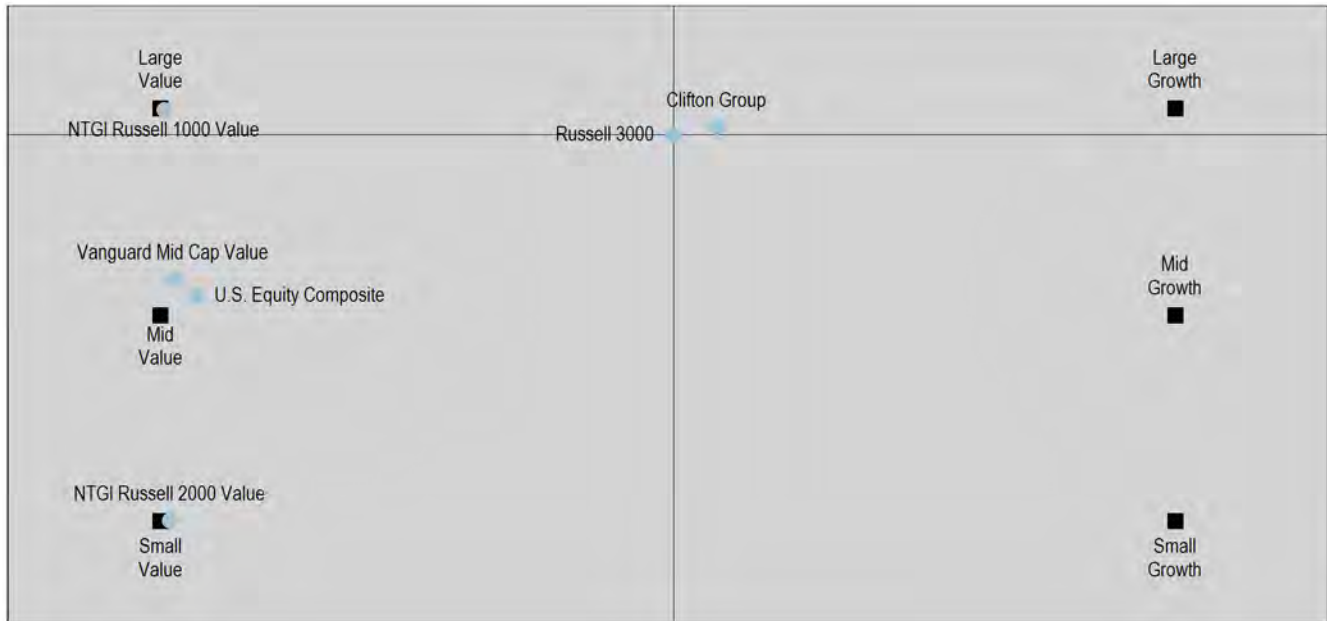 Large
Value
NTGI Russell 1000 Value
Clifton Group
Russell 3000
Large
Growth
Vanguard Mid Cap Value
U.S. Equity Composite
Mid
Value
Mid
Growth
NTGI Russell 2000 Value
Small
Value
Small
Growth